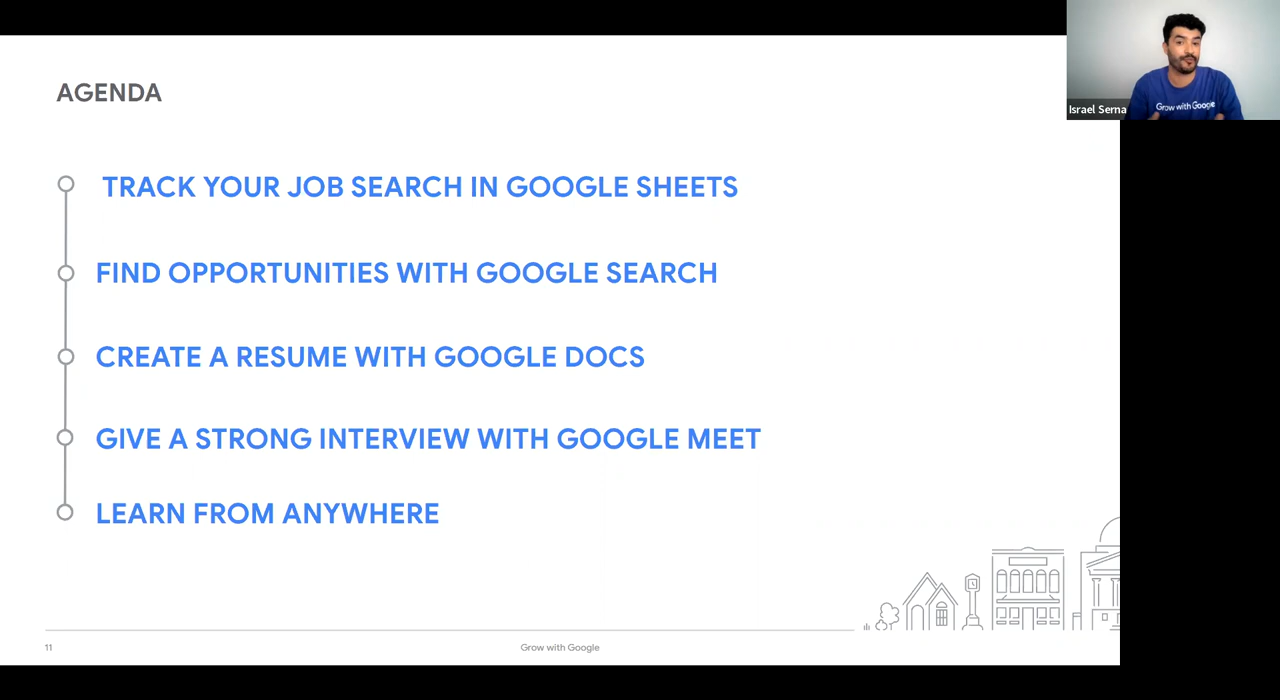 AGENDA
TRACK YOUR JOB SEARCH IN GOOGLE SHEETS
FIND OPPORTUNITIES WITH GOOGLE SEARCH
CREATE A RESUME WITH GOOGLE DOCS
GIVE A STRONG INTERVIEW WITH GOOGLE MEET
LEARN FROM ANYWHERE
11
Grow with Google
Grow with Google
Israel Serna